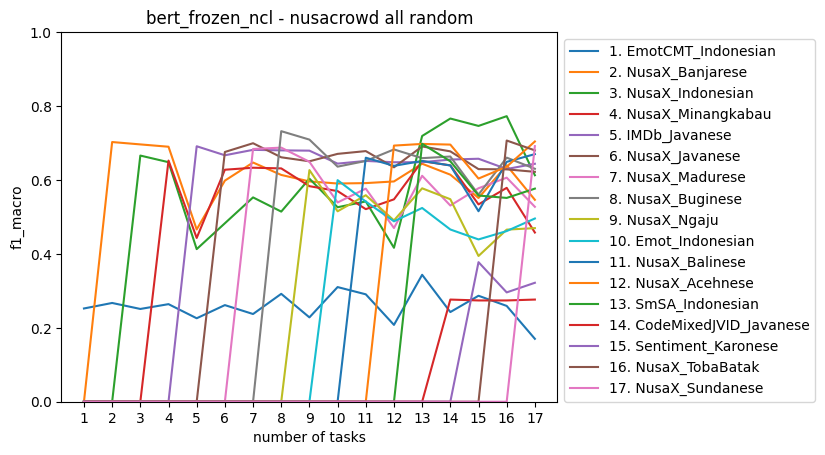 bert_frozen_ncl - nusacrowd all random
1.0
0.8
0.6
0.4
0.2
0.0
f1_macro
1 2 3 4 5 6 7 8 9 10 11 12 13 14 15 16 17
number of tasks
1. EmotCMT_Indonesian
2. NusaX_Banjarese
3. NusaX_Indonesian
4. NusaX_Minangkabau
5. IMDb_Javanese
6. NusaX_Javanese
7. NusaX_Madurese
8. NusaX_Buginese
9. NusaX_Ngaju
10. Emot_Indonesian
11. NusaX_Balinese
12. NusaX_Acehnese
13. SmSA_Indonesian
14. CodeMixedJVID_Javanese
15. Sentiment_Karonese
16. NusaX_TobaBatak
17. NusaX_Sundanese